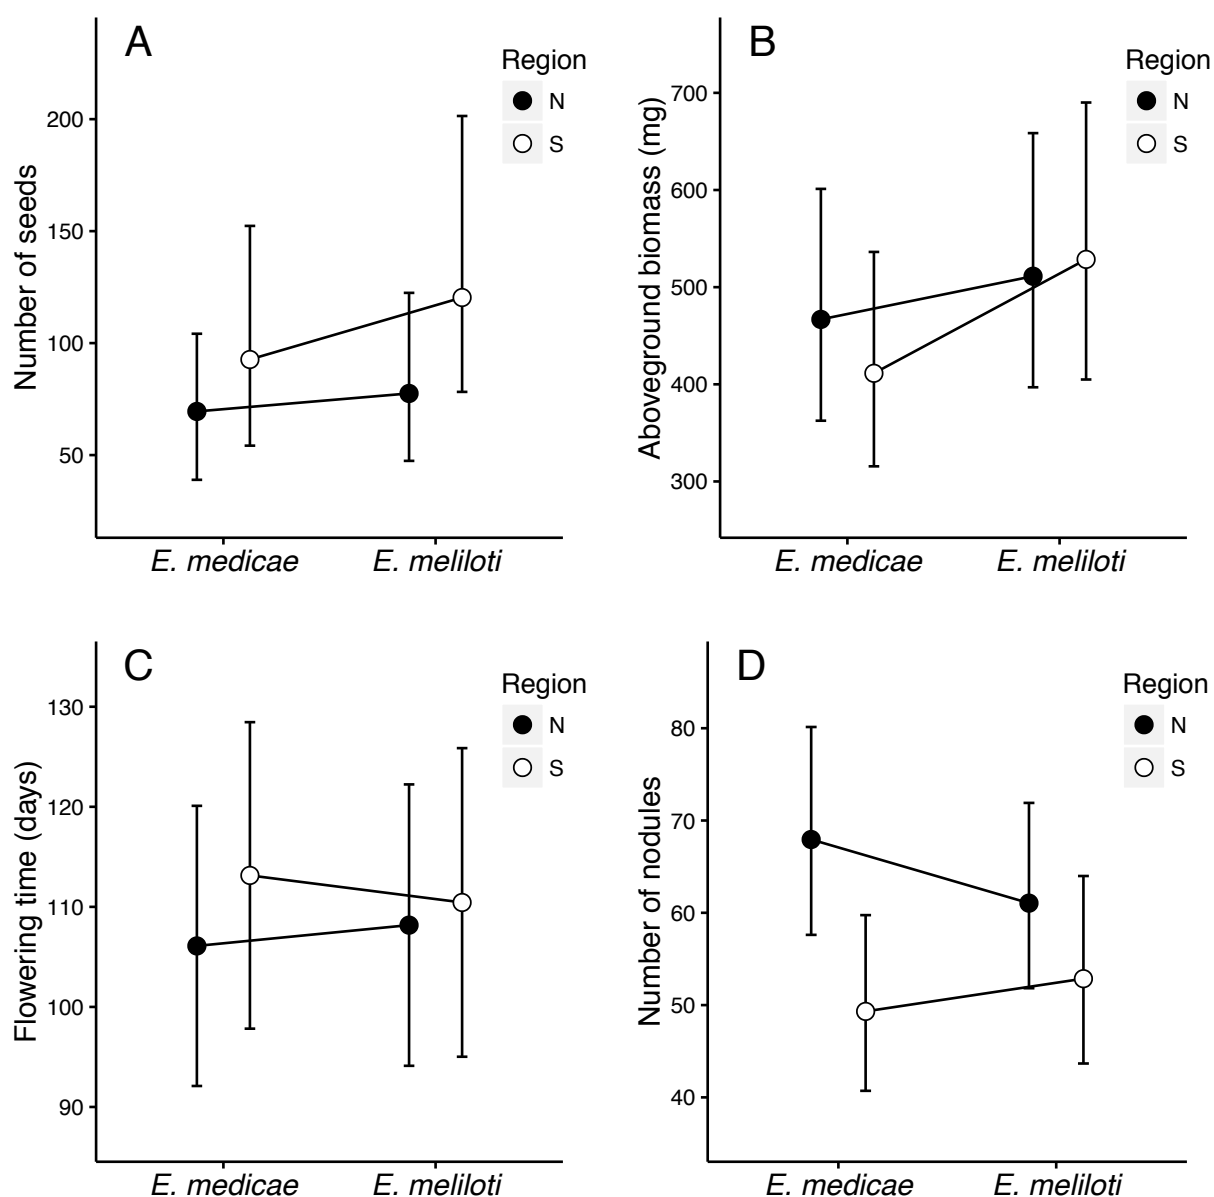 A
Region
N
S
Number of seeds
200
150
100
50
E. medicae
E. meliloti
B
Region
N
S
Aboveground biomass (mg)
700
600
500
400
300
E. medicae
E. meliloti
C
Region
N
S
Flowering time (days)
130
120
110
100
90
E. medicae
E. meliloti
D
Region
N
S
Number of nodules
80
70
60
50
40
E. medicae
E. meliloti